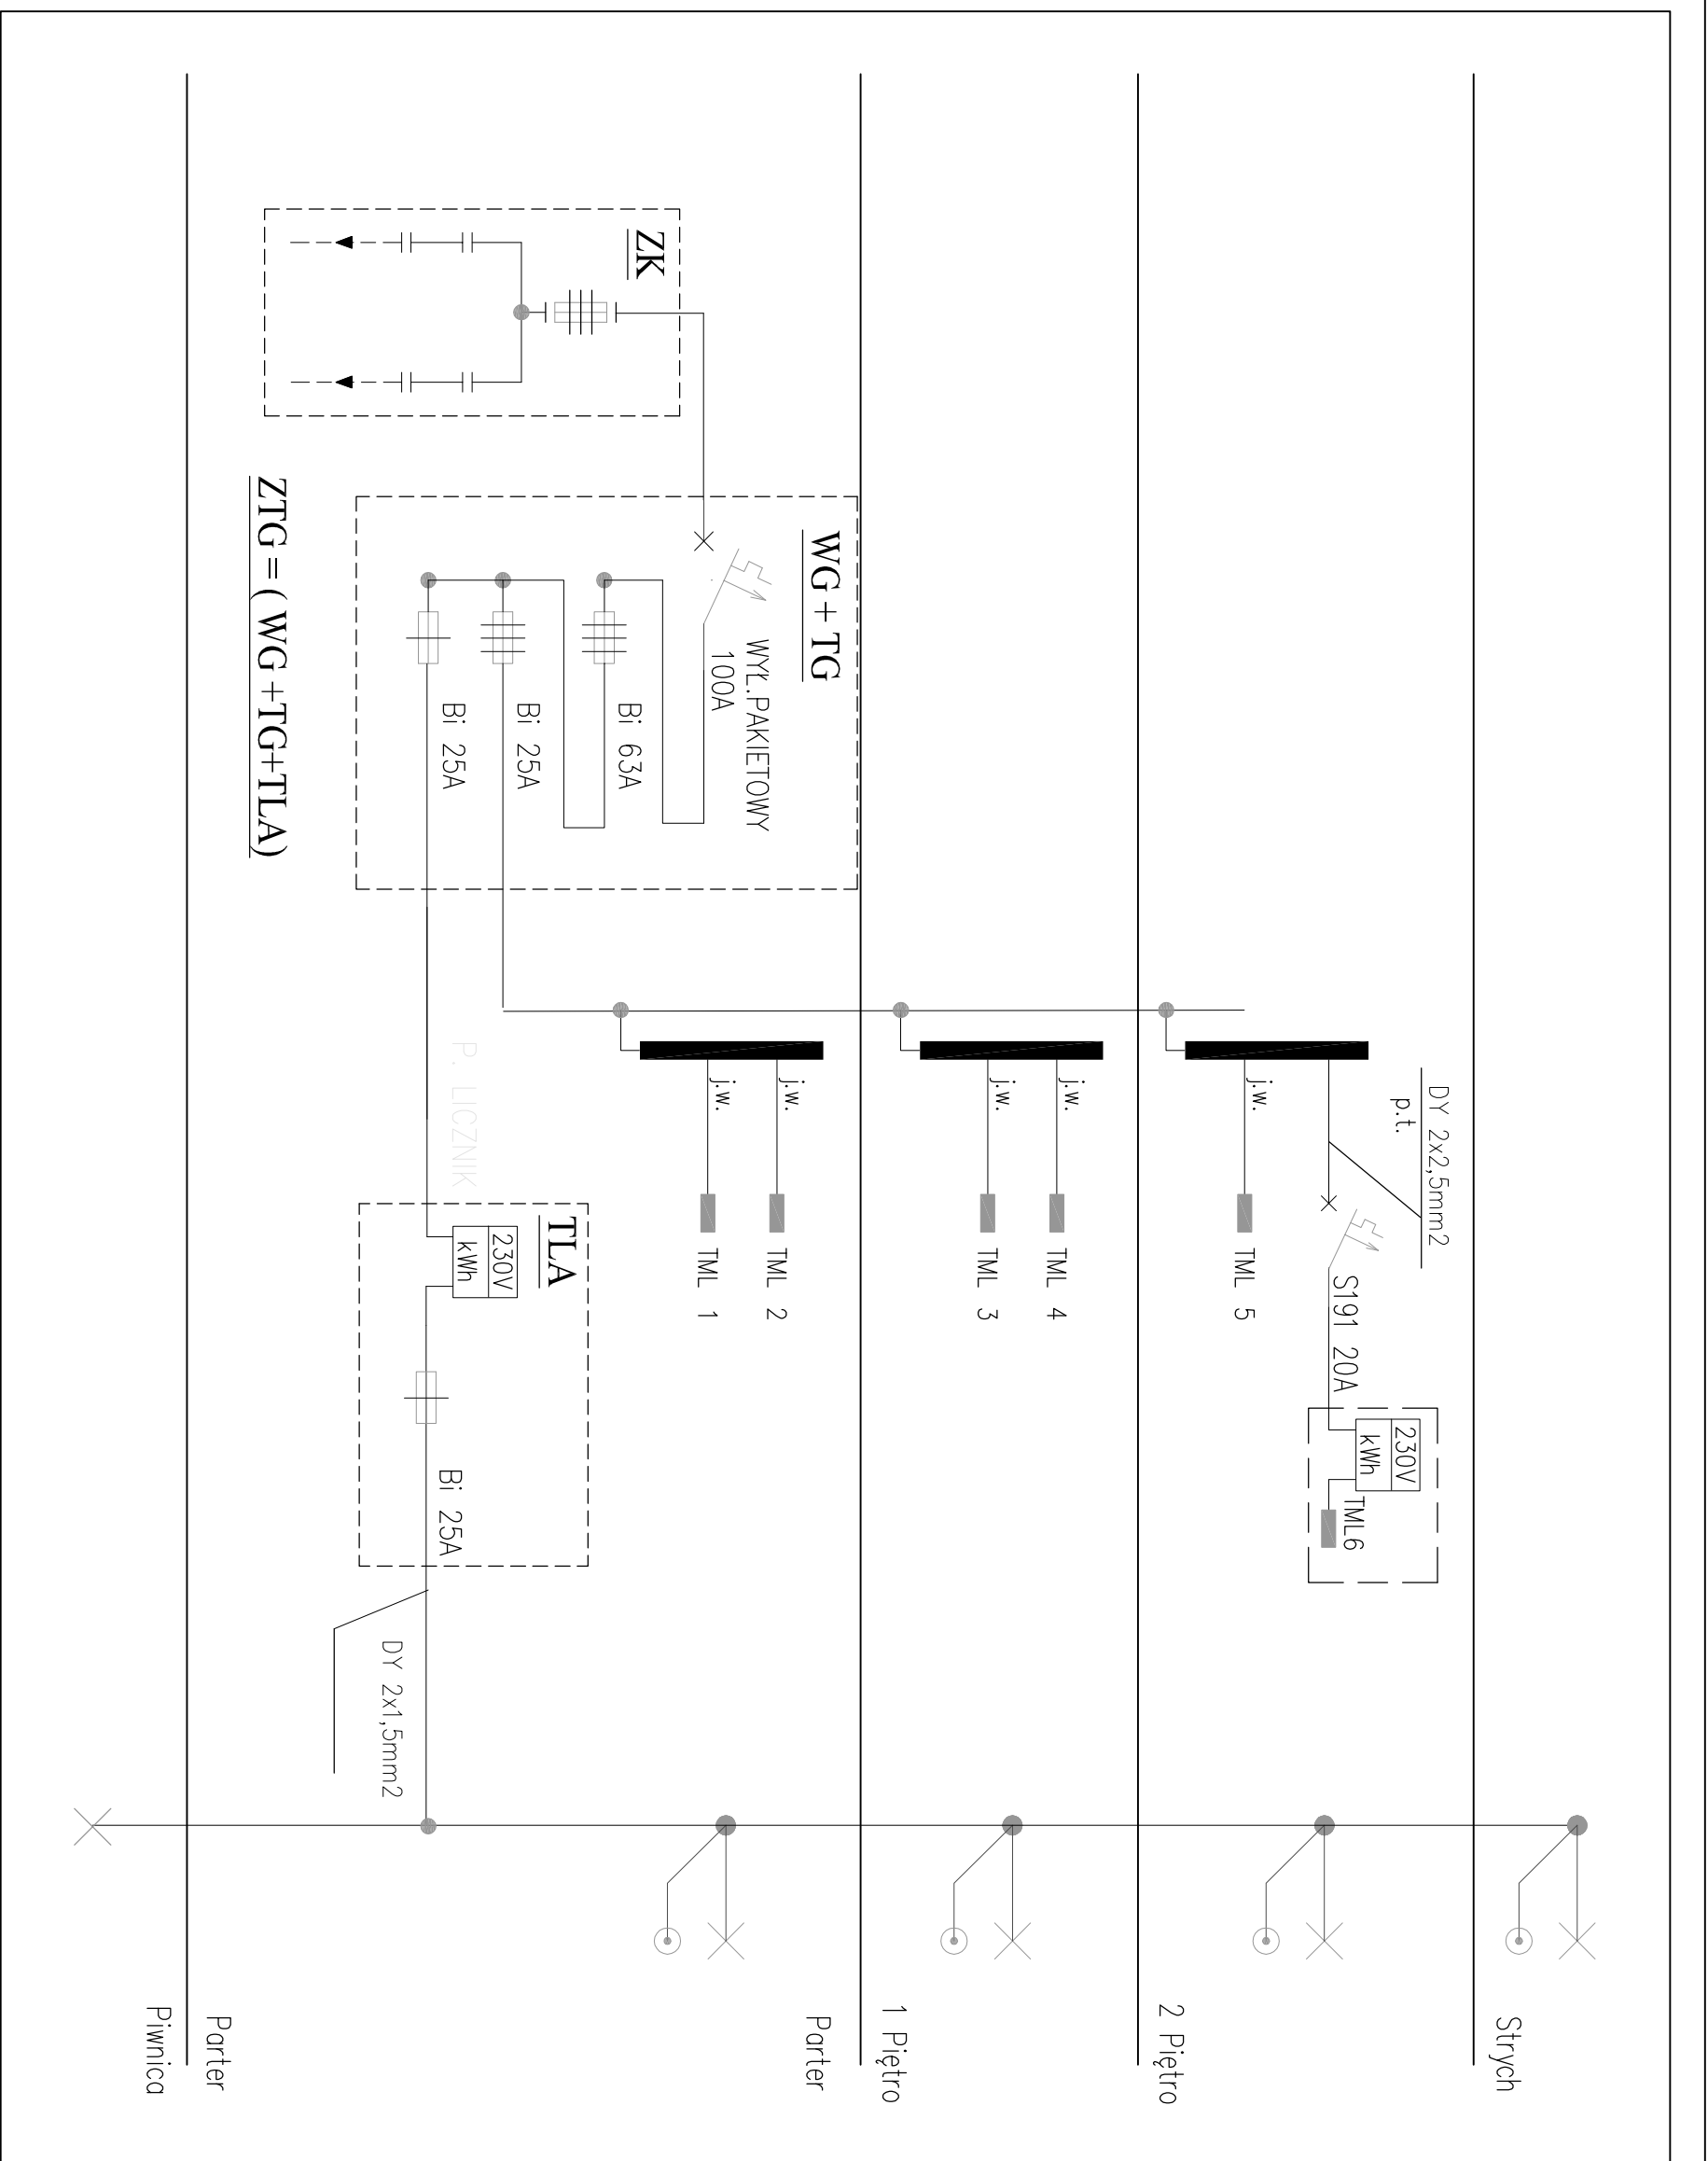 Strych
2 Piętro
1 Piętro
Parter
Parter
Piwnica
DY 2x2,5mm2
p.t.
S191 20A
230V
kWh
TML6
j.w.
TML 5
j.w.
TML 4
j.w.
TML 3
j.w.
TML 2
j.w.
TML 1
ZK
WG + TG
WYŁ.PAKIETOWY
100A
Bi 63A
Bi 25A
Bi 25A
P. LICZNIK
TLA
230V
kWh
Bi 25A
DY 2x1,5mm2
ZTG = ( WG +TG+TLA)